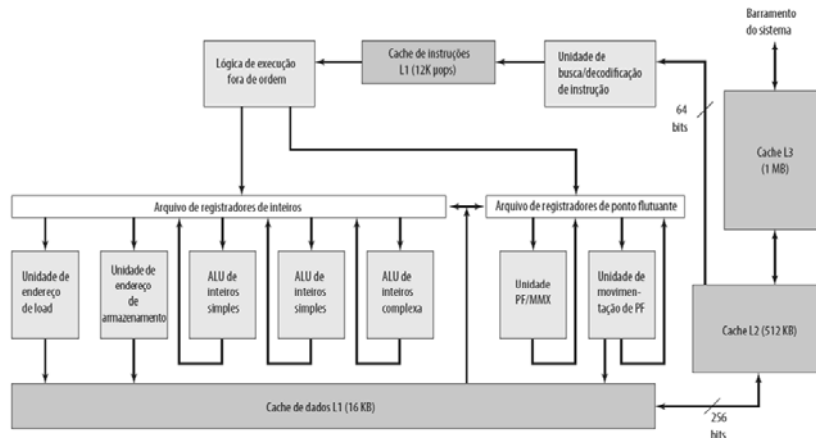 Barramento
do sistema
Lógica de execução
fora de ordem
Cache de instruções
L1 (12K μops)
Unidade de
busca/decodificação
de instrução
64
bits
Cache L3
(1 MB)
Arquivo de registradores de inteiros
Arquivo de registradores de ponto flutuante
Unidade de
endereço
de load
Unidade de
endereço
de
armazenamento
ALU de
inteiros
simples
ALU de
inteiros
simples
ALU de
inteiros
complexa
Unidade
PF/MMX
Unidade de
movimen-
tação de PF
Cache L2 (512 KB)
Cache de dados L1 (16 KB)
256
bits